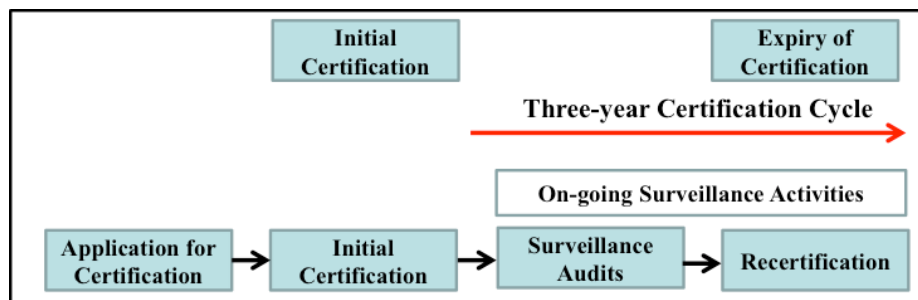 Initial
Certification
Expiry of
Certification
Three-year Certification Cycle
On-going Surveillance Activities
Application for
Certification
Initial
Certification
Surveillance
Audits
Recertification